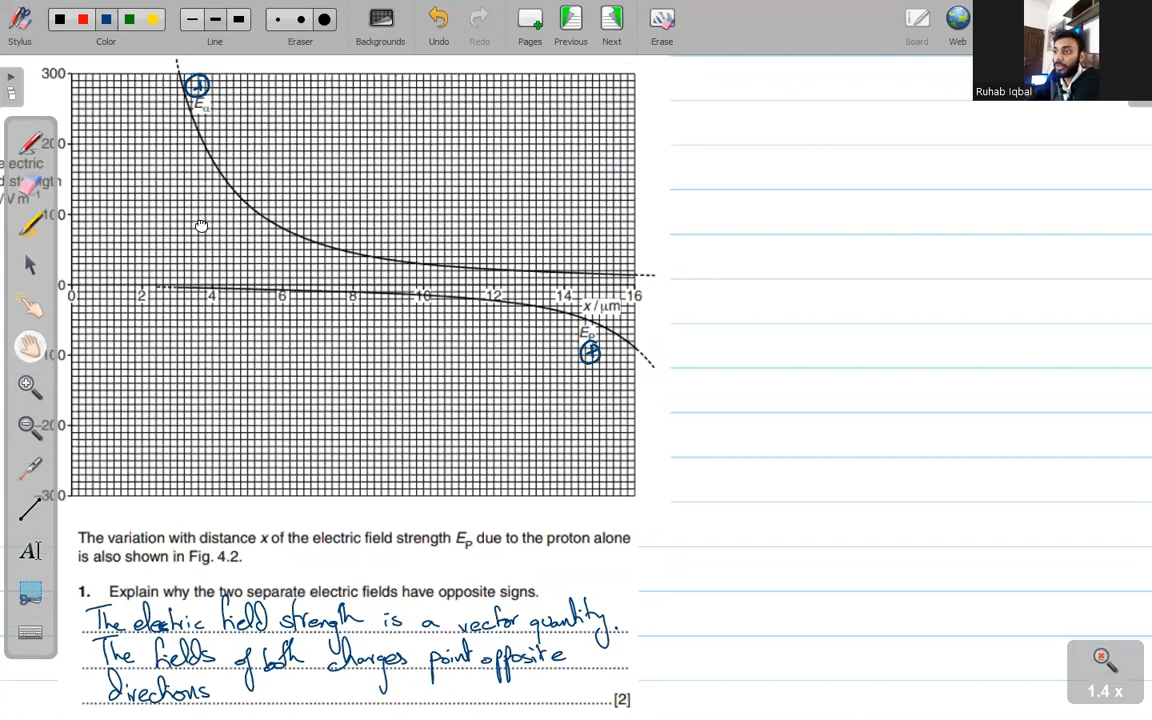 Stylus Color Line Eraser Backgrounds Undo Redo Pages Previous Next Erase Board Web
Ruhab Iqbal
300
+
Eα
200
electric
strength
/ V m⁻¹
100
0
0 2 4 6 8 10 12 14 16
x / μm
Ep
+
100
–200
–300
The variation with distance x of the electric field strength Ep due to the proton alone
is also shown in Fig. 4.2.
1. Explain why the two separate electric fields have opposite signs.
The electric field strength is a vector quantity.
The fields of both charges point opposite
directions
[2]
1.4 x